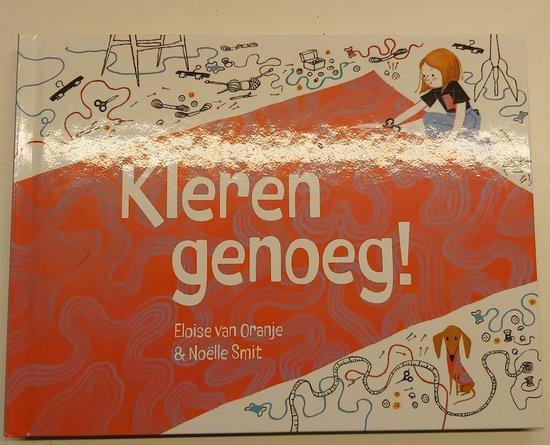 Kleren
genoeg!
Eloise van Oranje
& Noëlle Smit